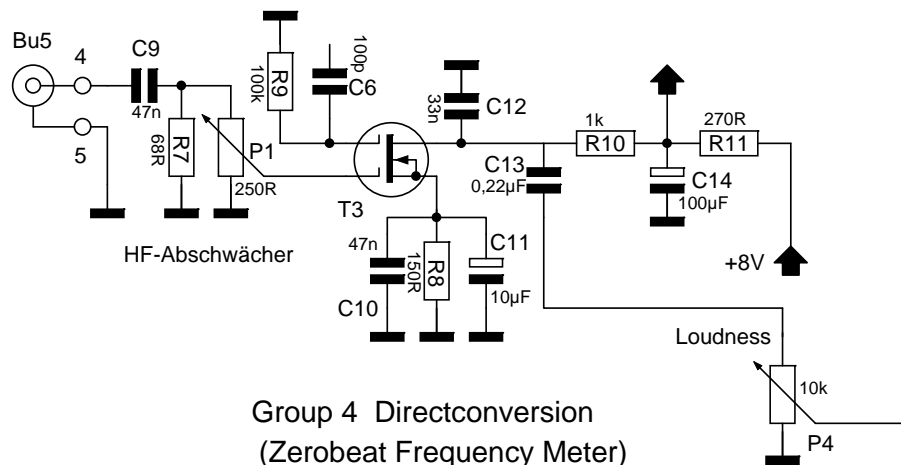 Bu5
4
C9
47n
5
R7
68R
P1
250R
HF-Abschwächer
R9
100k
100p
C6
T3
33n
C12
C13
0,22µF
1k
R10
270R
R11
C14
100µF
+8V
47n
C10
150R
R8
C11
10µF
Loudness
10k
P4
Group 4 Directconversion
(Zerobeat Frequency Meter)